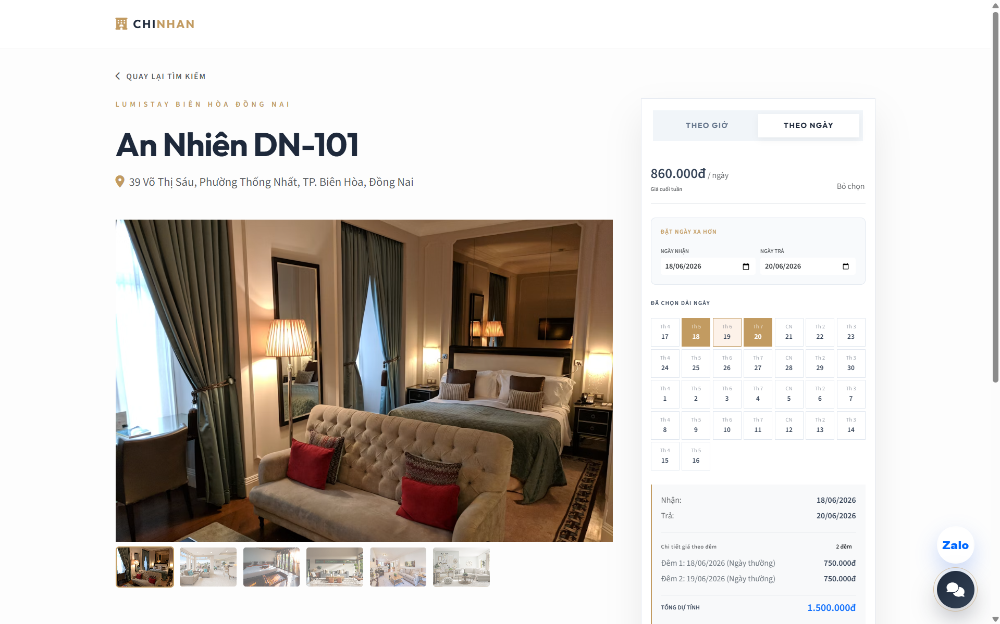 CHINHAN
QUAY LẠI TÌM KIẾM
LUMISTAY BIÊN HÒA ĐỒNG NAI
An Nhiên DN-101
39 Võ Thị Sáu, Phường Thống Nhất, TP. Biên Hòa, Đồng Nai
THEO GIỜ THEO NGÀY
860.000đ / ngày
Giá cuối tuần
Bỏ chọn
ĐẶT NGÀY XA HƠN
NGÀY NHẬN NGÀY TRẢ
18/06/2026 20/06/2026
ĐÃ CHỌN DẢI NGÀY
Th 4 Th 5 Th 6 Th 7 CN Th 2 Th 3
17 18 19 20 21 22 23
Th 4 Th 5 Th 6 Th 7 CN Th 2 Th 3
24 25 26 27 28 29 30
Th 4 Th 5 Th 6 Th 7 CN Th 2 Th 3
1 2 3 4 5 6 7
Th 4 Th 5 Th 6 Th 7 CN Th 2 Th 3
8 9 10 11 12 13 14
Th 4 Th 5
15 16
Nhận: 18/06/2026
Trả: 20/06/2026
Chi tiết giá theo đêm 2 đêm
Đêm 1: 18/06/2026 (Ngày thường) 750.000đ
Đêm 2: 19/06/2026 (Ngày thường) 750.000đ
TỔNG DỰ TÍNH 1.500.000đ
Zalo